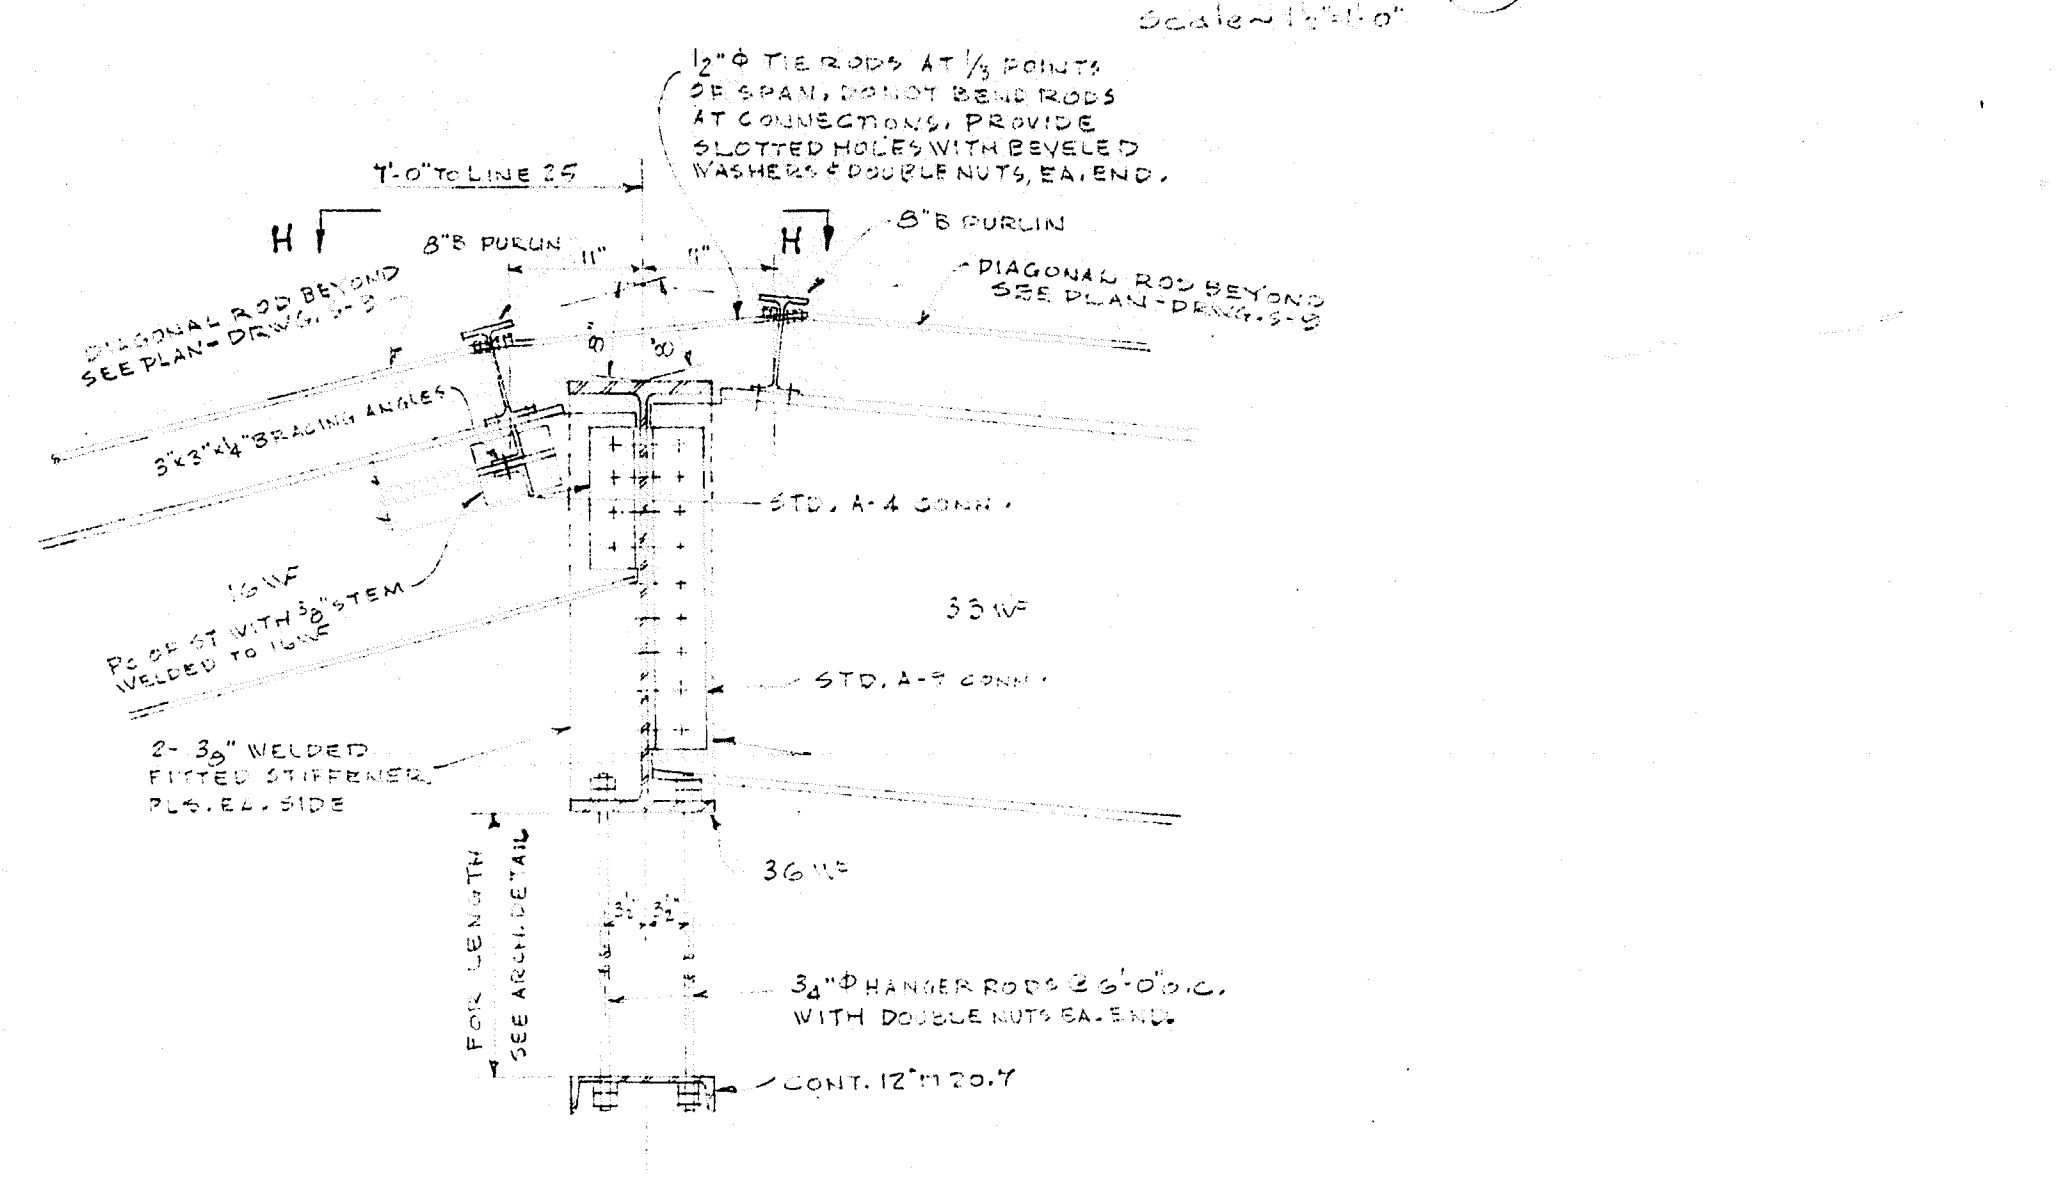 Scale ~ 1½"=1'-0"
½"Φ TIE RODS AT ⅓ POINTS
OF SPAN, DO NOT BEND RODS
AT CONNECTIONS, PROVIDE
SLOTTED HOLES WITH BEVELED
WASHERS & DOUBLE NUTS, EA. END.
7'-0" TO LINE 25
H
H
8"B PURLIN
8"B PURLIN
11"
11"
DIAGONAL ROD BEYOND
SEE PLAN-DRWG. S-9
DIAGONAL ROD BEYOND
SEE PLAN-DRWG. S-9
8"
8"
3"x3"x¼" BRACING ANGLES
STD. A-4 CONN.
16 WF
PC OF ST WITH ⅜" STEM
WELDED TO 16WF
33 WF
STD. A-9 CONN.
2- ⅜" WELDED
FITTED STIFFENER
PLS. EA. SIDE
36 WF
FOR LENGTH
SEE ARCH. DETAIL
3½"
3½"
¾"Φ HANGER RODS @ 6'-0" O.C.
WITH DOUBLE NUTS EA. END.
CONT. 12"⊓ 20.7